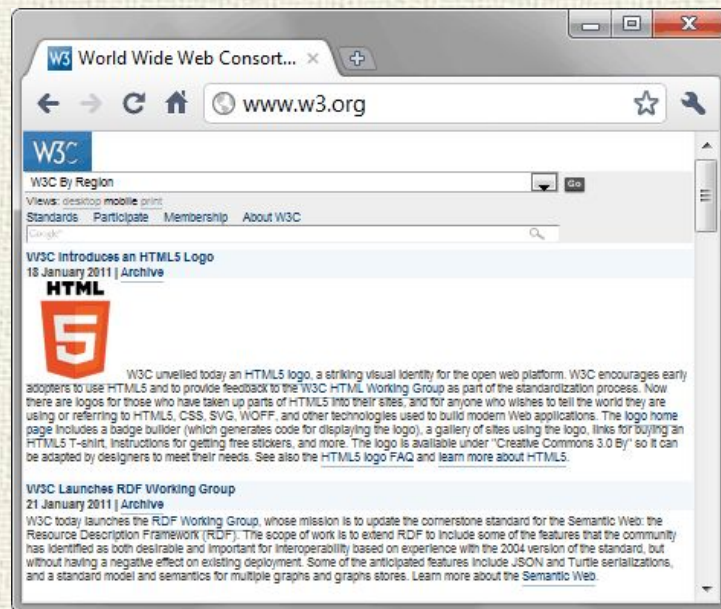 W3 World Wide Web Consort...
www.w3.org
W3C
W3C By Region Go
Views: desktop mobile print
Standards Participate Membership About W3C
Google™
W3C Introduces an HTML5 Logo
18 January 2011 | Archive
HTML
5
W3C unveiled today an HTML5 logo, a striking visual identity for the open web platform. W3C encourages early
adopters to use HTML5 and to provide feedback to the W3C HTML Working Group as part of the standardization process. Now
there are logos for those who have taken up parts of HTML5 into their sites, and for anyone who wishes to tell the world they are
using or referring to HTML5, CSS, SVG, WOFF, and other technologies used to build modern Web applications. The logo home
page includes a badge builder (which generates code for displaying the logo), a gallery of sites using the logo, links for buying an
HTML5 T-shirt, instructions for getting free stickers, and more. The logo is available under "Creative Commons 3.0 By" so it can
be adapted by designers to meet their needs. See also the HTML5 logo FAQ and learn more about HTML5.
W3C Launches RDF Working Group
21 January 2011 | Archive
W3C today launches the RDF Working Group, whose mission is to update the cornerstone standard for the Semantic Web: the
Resource Description Framework (RDF). The scope of work is to extend RDF to include some of the features that the community
has identified as both desirable and important for interoperability based on experience with the 2004 version of the standard, but
without having a negative effect on existing deployment. Some of the anticipated features include JSON and Turtle serializations,
and a standard model and semantics for multiple graphs and graphs stores. Learn more about the Semantic Web.